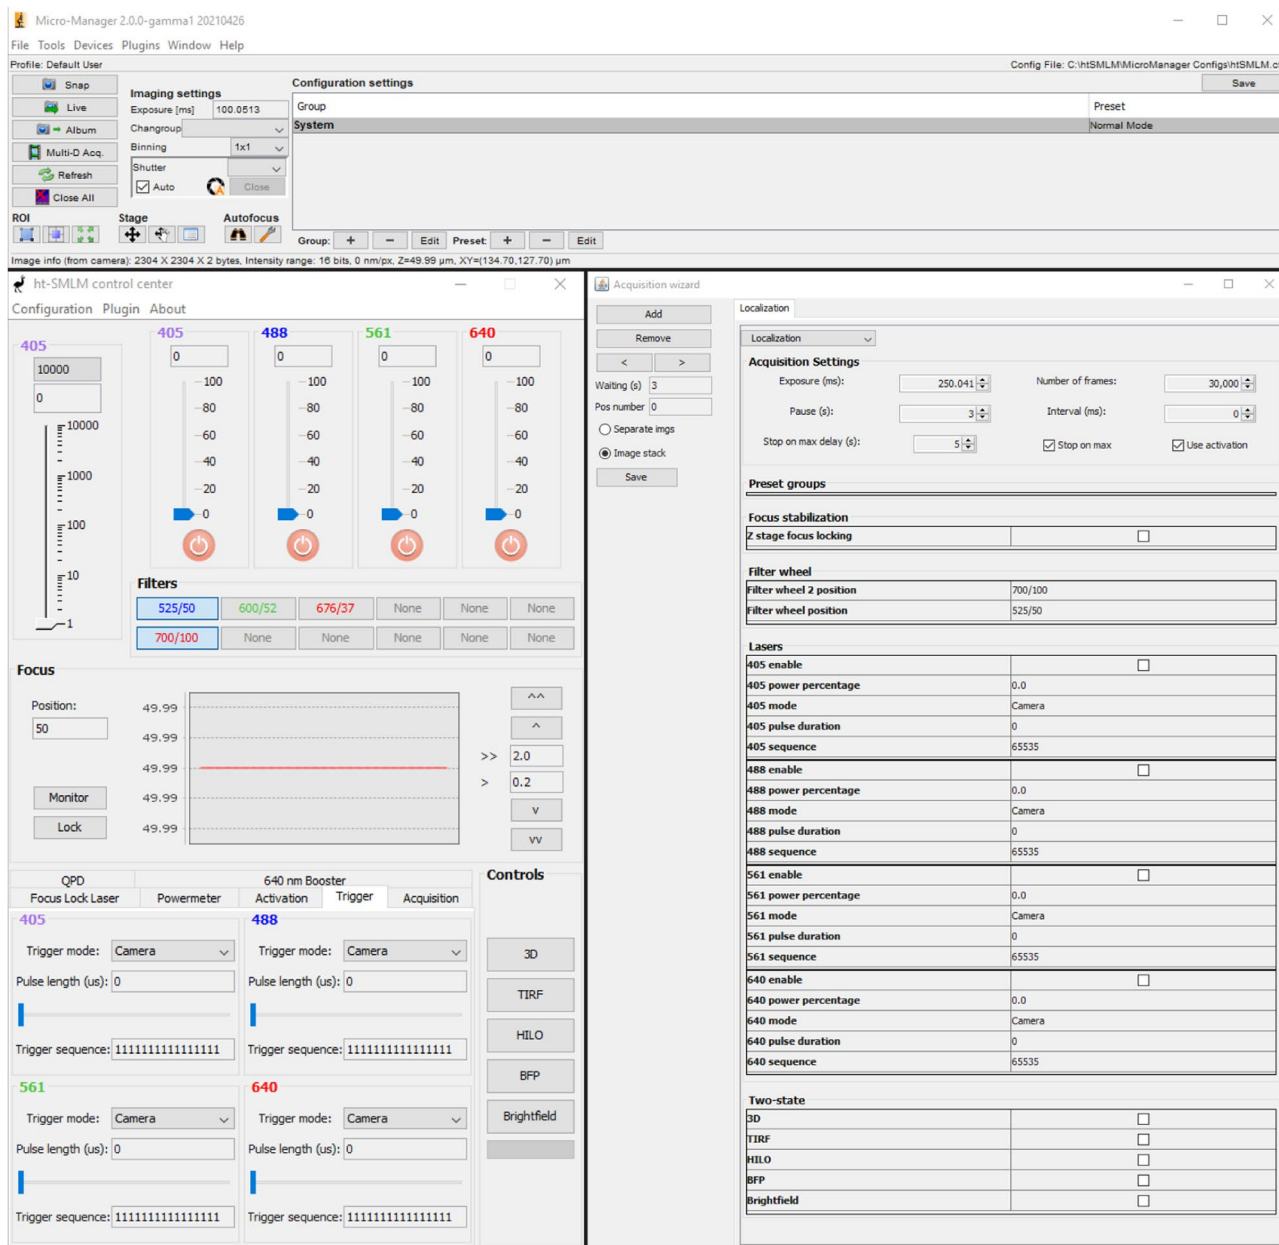 Micro-Manager 2.0.0-gamma1 20210426
File Tools Devices Plugins Window Help
Profile: Default User
Config File: C:\htSMLM\MicroManager Configs\htSMLM.c
Snap
Live
Album
Multi-D Acq.
Refresh
Close All
Imaging settings
Exposure [ms] 100.0513
Changroup
Binning 1x1
Shutter
Auto Close
ROI Stage Autofocus
Configuration settings Save
Group Preset
System Normal Mode
Group: + − Edit Preset: + − Edit
Image info (from camera): 2304 X 2304 X 2 bytes, Intensity range: 16 bits, 0 nm/px, Z=49.99 µm, XY=(134.70,127.70) µm
ht-SMLM control center
Configuration Plugin About
405
10000
0
10000
1000
100
10
1
405 488 561 640
0 0 0 0
100 100 100 100
80 80 80 80
60 60 60 60
40 40 40 40
20 20 20 20
0 0 0 0
Filters
525/50 600/52 676/37 None None None
700/100 None None None None None
Focus
Position:
50
Monitor
Lock
49.99
49.99
49.99
49.99
49.99
^^
^
>> 2.0
> 0.2
v
vv
QPD 640 nm Booster
Focus Lock Laser Powermeter Activation Trigger Acquisition
405
Trigger mode: Camera
Pulse length (us): 0
Trigger sequence: 1111111111111111
488
Trigger mode: Camera
Pulse length (us): 0
Trigger sequence: 1111111111111111
561
Trigger mode: Camera
Pulse length (us): 0
Trigger sequence: 1111111111111111
640
Trigger mode: Camera
Pulse length (us): 0
Trigger sequence: 1111111111111111
Controls
3D
TIRF
HILO
BFP
Brightfield
Acquisition wizard
Add
Remove
< >
Waiting (s) 3
Pos number 0
Separate imgs
Image stack
Save
Localization
Localization
Acquisition Settings
Exposure (ms): 250.041 Number of frames: 30,000
Pause (s): 3 Interval (ms): 0
Stop on max delay (s): 5 Stop on max Use activation
Preset groups
Focus stabilization
Z stage focus locking
Filter wheel
Filter wheel 2 position 700/100
Filter wheel position 525/50
Lasers
405 enable
405 power percentage 0.0
405 mode Camera
405 pulse duration 0
405 sequence 65535
488 enable
488 power percentage 0.0
488 mode Camera
488 pulse duration 0
488 sequence 65535
561 enable
561 power percentage 0.0
561 mode Camera
561 pulse duration 0
561 sequence 65535
640 enable
640 power percentage 0.0
640 mode Camera
640 pulse duration 0
640 sequence 65535
Two-state
3D
TIRF
HILO
BFP
Brightfield